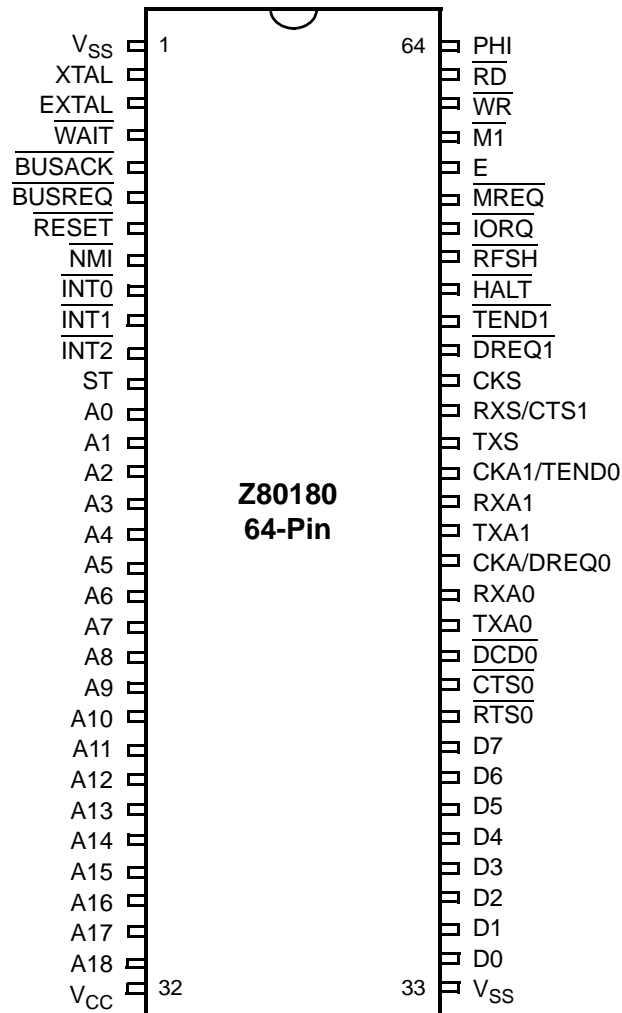 VSS 1 64 PHI
XTAL RD
EXTAL WR
WAIT M1
BUSACK E
BUSREQ MREQ
RESET IORQ
NMI RFSH
INT0 HALT
INT1 TEND1
INT2 DREQ1
ST CKS
A0 RXS/CTS1
A1 TXS
A2 CKA1/TEND0
A3 RXA1
A4 TXA1
A5 CKA/DREQ0
A6 RXA0
A7 TXA0
A8 DCD0
A9 CTS0
A10 RTS0
A11 D7
A12 D6
A13 D5
A14 D4
A15 D3
A16 D2
A17 D1
A18 D0
VCC 32 33 VSS
Z80180
64-Pin